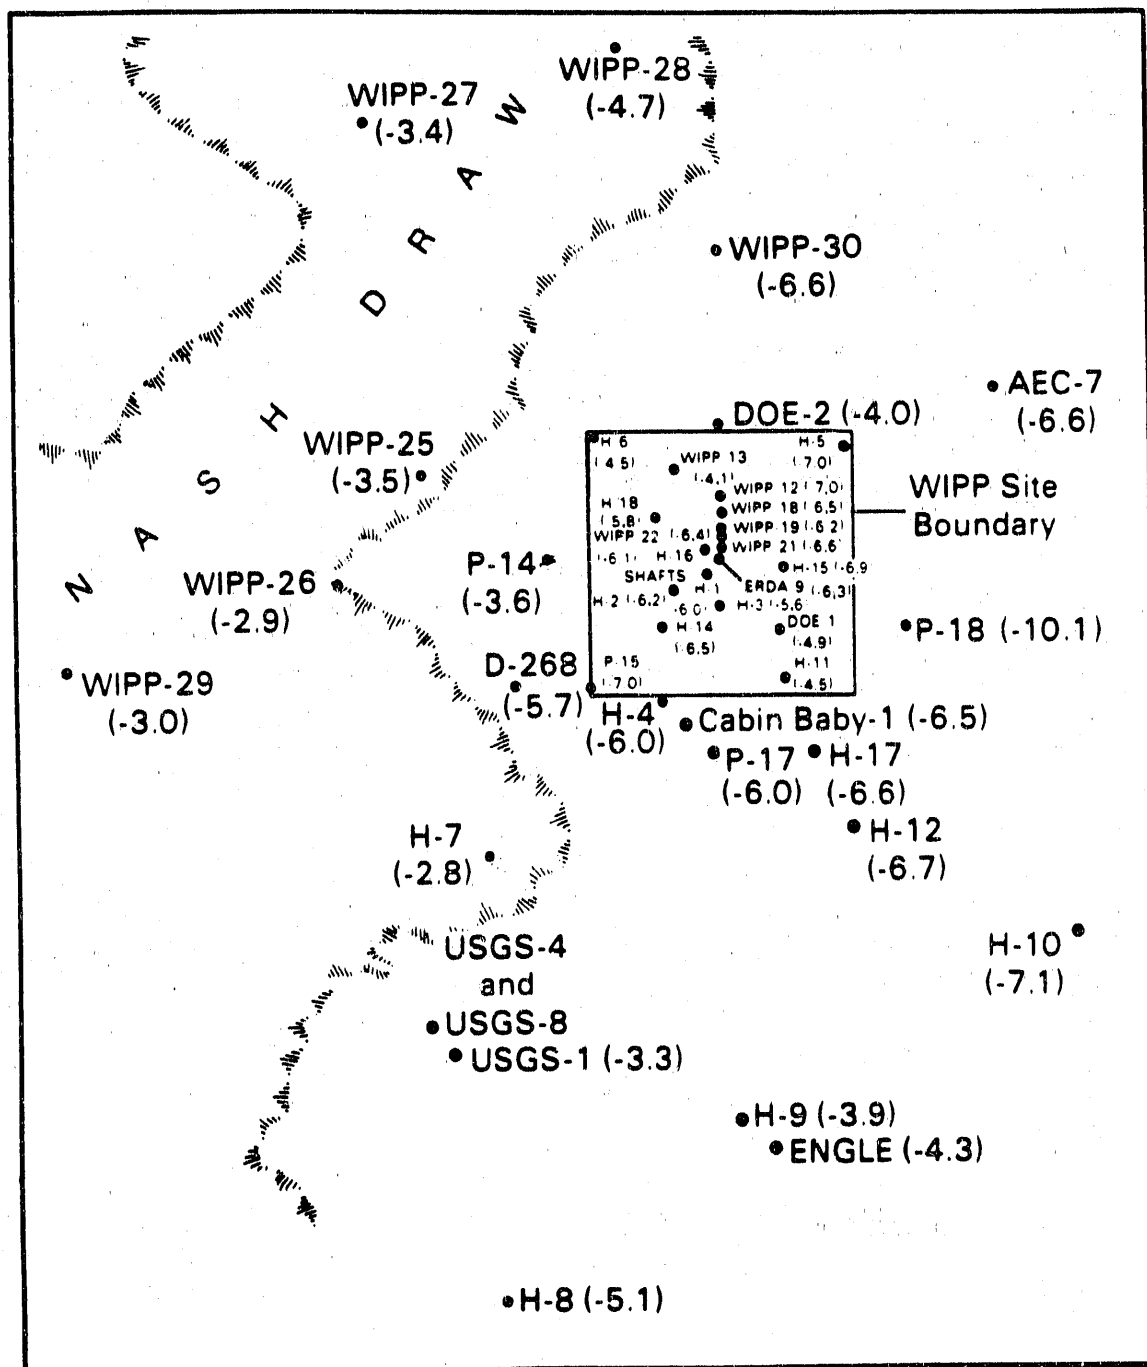 WIPP-28
(-4.7)
WIPP-27
(-3.4)
NASH DRAW
WIPP-30
(-6.6)
AEC-7
(-6.6)
DOE-2 (-4.0)
WIPP-25
(-3.5)
H-6
(-4.5)
H-5
(-7.0)
WIPP 13
(-4.1)
WIPP 12 (-7.0)
WIPP Site
Boundary
H 18
(-5.8)
WIPP 18 (-6.5)
WIPP 19 (-6.2)
WIPP 22 (-6.4)
WIPP 21 (-6.6)
(-6.1) H-16
H-15 (-6.9
P-14
(-3.6)
SHAFTS
H-1
(-6.0)
ERDA 9 (-6.3)
H-2 (-6.2)
H-3 (-5.6
WIPP-26
(-2.9)
H-14
(-6.5)
DOE 1
(-4.9)
P-18 (-10.1)
WIPP-29
(-3.0)
D-268
(-5.7)
P-15
(-7.0)
H-11
(-4.5)
H-4
(-6.0)
Cabin Baby-1 (-6.5)
P-17
(-6.0)
H-17
(-6.6)
H-12
(-6.7)
H-7
(-2.8)
H-10
(-7.1)
USGS-4
and
USGS-8
USGS-1 (-3.3)
H-9 (-3.9)
ENGLE (-4.3)
H-8 (-5.1)